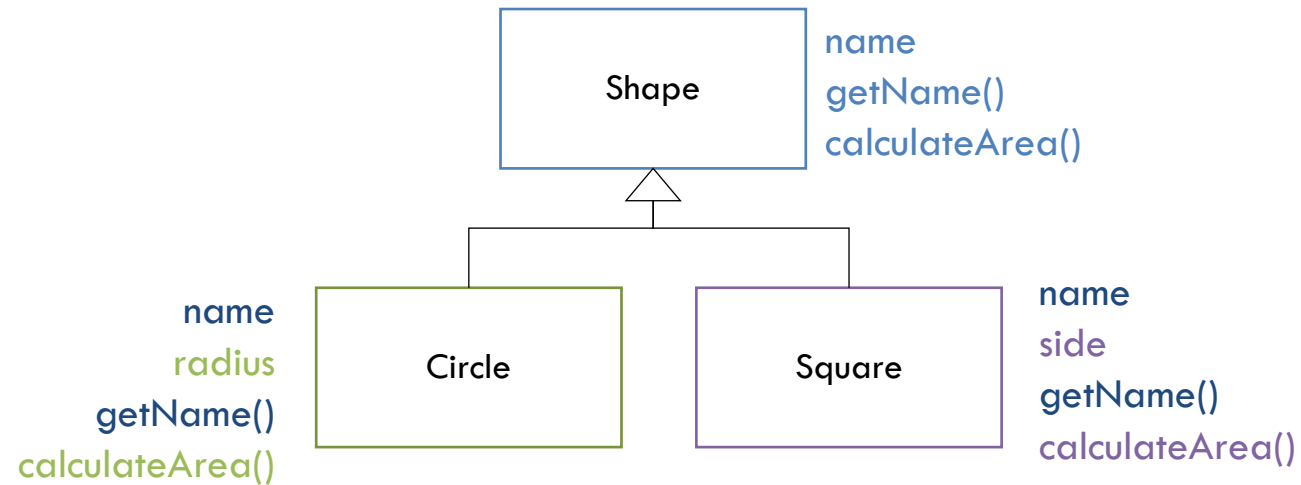 Shape
name
getName()
calculateArea()
name
radius
getName()
calculateArea()
Circle
Square
name
side
getName()
calculateArea()